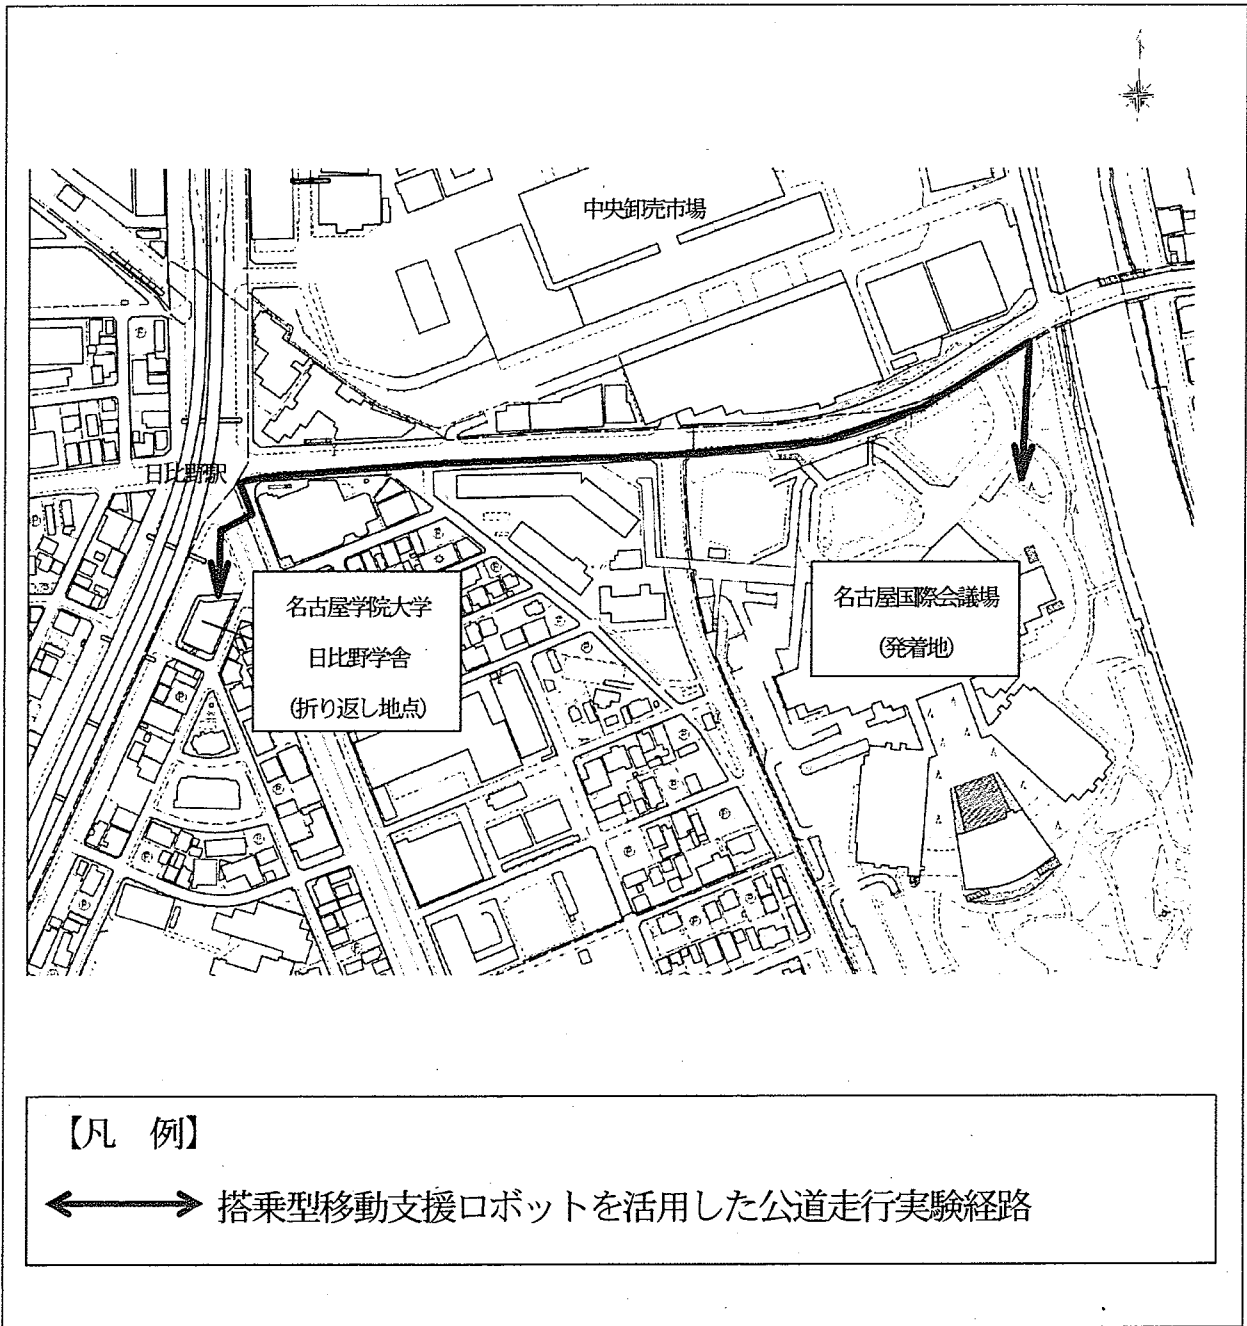 中央卸売市場
日比野駅
名古屋学院大学
日比野学舎
(折り返し地点)
名古屋国際会議場
(発着地)
【凡　例】
搭乗型移動支援ロボットを活用した公道走行実験経路